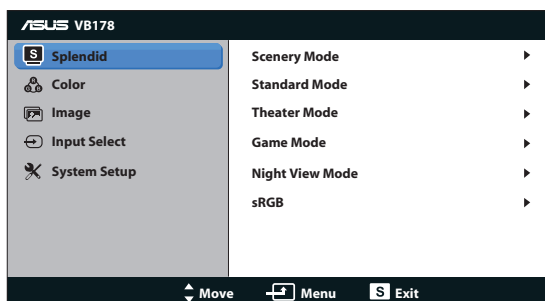 ASUS VB178
S Splendid
Color
Image
Input Select
System Setup
Scenery Mode
Standard Mode
Theater Mode
Game Mode
Night View Mode
sRGB
Move Menu S Exit